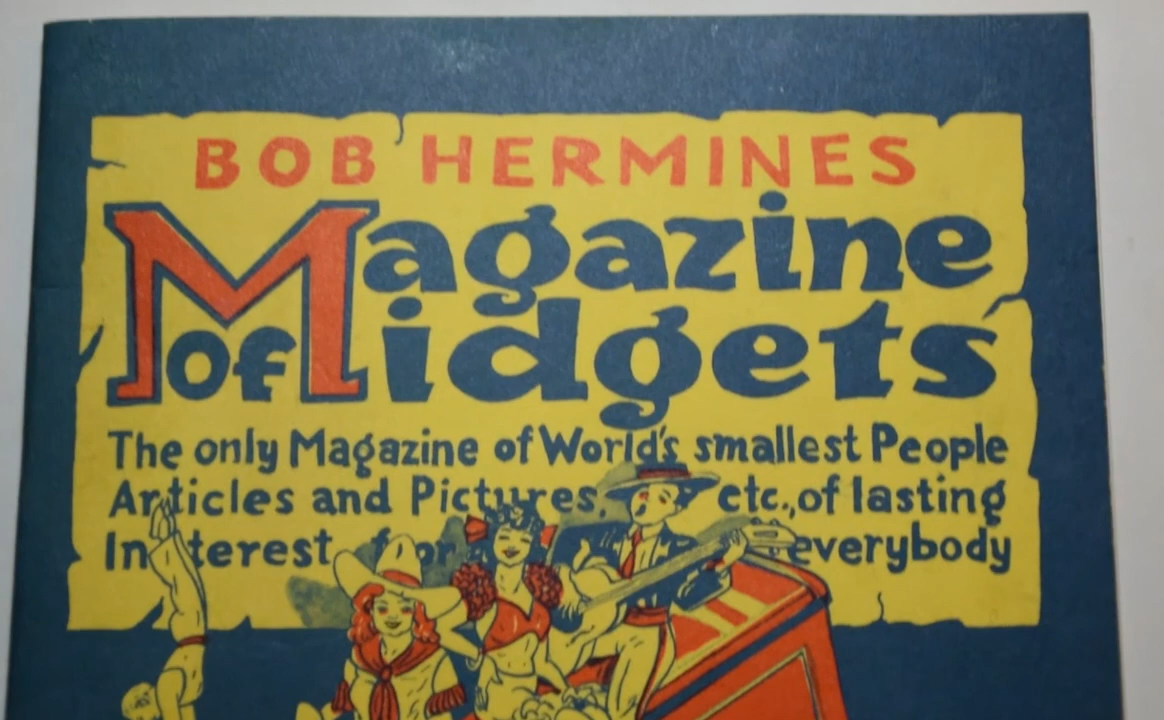 BOB HERMINES
Magazine
of Midgets
The only Magazine of World's smallest People
Articles and Pictures, etc., of lasting
Interest for everybody